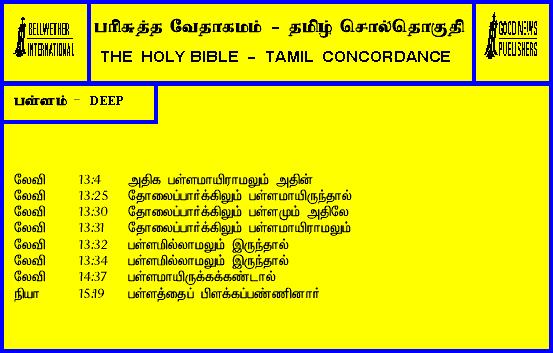 BELLWETHER
INTERNATIONAL
பரிசுத்த வேதாகமம் - தமிழ் சொல்தொகுதி
THE HOLY BIBLE - TAMIL CONCORDANCE
GOOD NEWS
PUBLISHERS
பள்ளம் - DEEP
லேவி 13:4 அதிக பள்ளமாயிராமலும் அதின்
லேவி 13:25 தோலைப்பார்க்கிலும் பள்ளமாயிருந்தால்
லேவி 13:30 தோலைப்பார்க்கிலும் பள்ளமும் அதிலே
லேவி 13:31 தோலைப்பார்க்கிலும் பள்ளமாயிராமலும்
லேவி 13:32 பள்ளமில்லாமலும் இருந்தால்
லேவி 13:34 பள்ளமில்லாமலும் இருந்தால்
லேவி 14:37 பள்ளமாயிருக்கக்கண்டால்
நியா 15:19 பள்ளத்தைப் பிளக்கப்பண்ணினார்